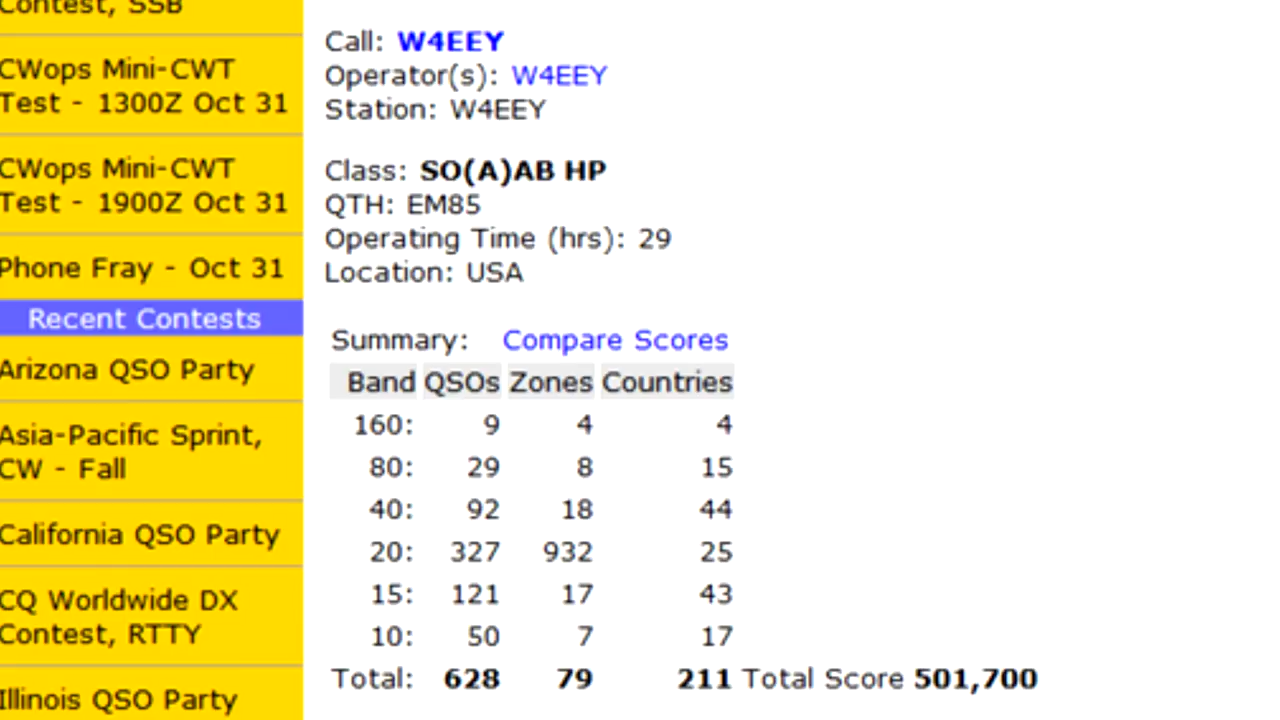 Contest, SSB
CWops Mini-CWT
Test - 1300Z Oct 31
CWops Mini-CWT
Test - 1900Z Oct 31
Phone Fray - Oct 31
Recent Contests
Arizona QSO Party
Asia-Pacific Sprint,
CW - Fall
California QSO Party
CQ Worldwide DX
Contest, RTTY
Illinois QSO Party
Call: W4EEY
Operator(s): W4EEY
Station: W4EEY
Class: SO(A)AB HP
QTH: EM85
Operating Time (hrs): 29
Location: USA
Summary: Compare Scores
Band QSOs Zones Countries
160: 9 4 4
80: 29 8 15
40: 92 18 44
20: 327 932 25
15: 121 17 43
10: 50 7 17
Total: 628 79 211 Total Score 501,700